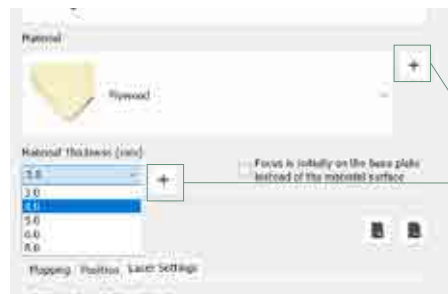 Material
Plywood
Material Thickness (mm)
3.0
Focus is initially on the base plate
instead of the material surface
3.0
4.0
5.0
6.0
8.0
Mapping Position Laser Settings